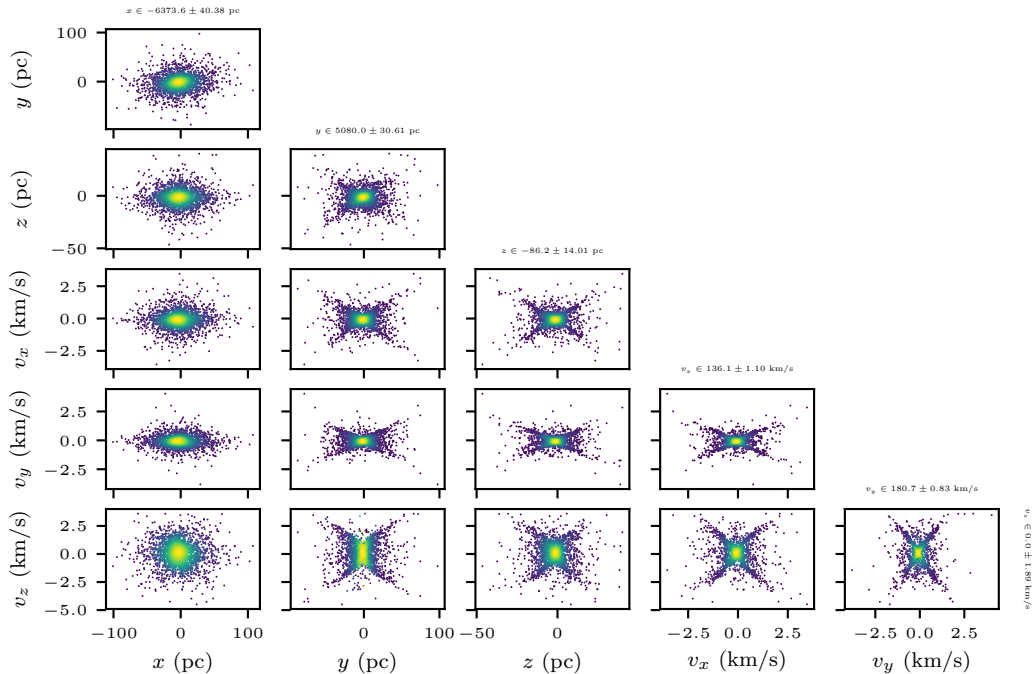 x ∈ −6373.6 ± 40.38 pc
100
0
y (pc)
−100 0 100
y ∈ 5080.0 ± 30.61 pc
0
−50
z (pc)
z ∈ −86.2 ± 14.01 pc
2.5
0.0
−2.5
v_x (km/s)
v_x ∈ 136.1 ± 1.10 km/s
2.5
0.0
−2.5
v_y (km/s)
v_y ∈ 180.7 ± 0.83 km/s
2.5
0.0
−2.5
−5.0
v_z (km/s)
v_z ∈ 0.0 ± 1.89 km/s
−100 0 100
0 100
−50 0
−2.5 0.0 2.5
−2.5 0.0 2.5
x (pc)
y (pc)
z (pc)
v_x (km/s)
v_y (km/s)